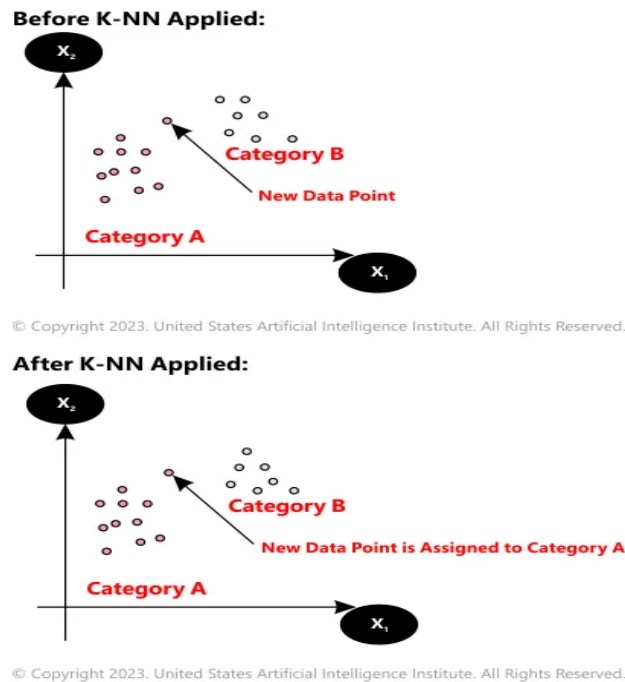 Before K-NN Applied:
X₂
Category B
New Data Point
Category A
X₁
© Copyright 2023. United States Artificial Intelligence Institute. All Rights Reserved.
After K-NN Applied:
X₂
Category B
New Data Point is Assigned to Category A
Category A
X₁
© Copyright 2023. United States Artificial Intelligence Institute. All Rights Reserved.